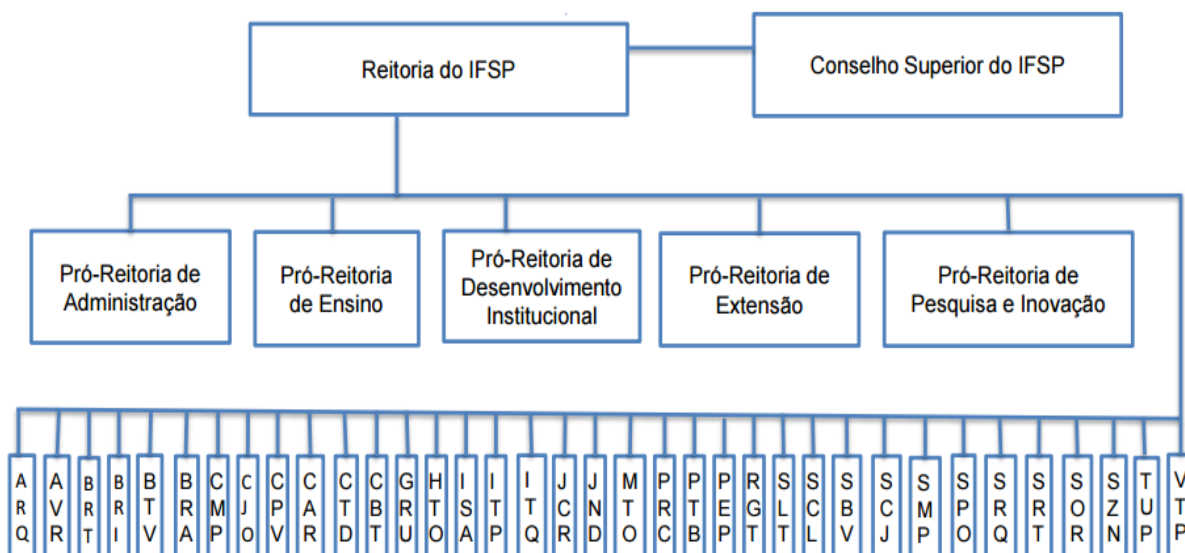 Reitoria do IFSP
Conselho Superior do IFSP
Pró-Reitoria de
Administração
Pró-Reitoria
de Ensino
Pró-Reitoria de
Desenvolvimento
Institucional
Pró-Reitoria de
Extensão
Pró-Reitoria de
Pesquisa e Inovação
ARQ
AVR
BRT
BRI
BTV
BRA
CMP
CJO
CPV
CAR
CTD
CBT
GRU
HTO
ISA
ITP
ITQ
JCR
JND
MTO
PRC
PTB
PEP
RGT
SLT
SCL
SBV
SCJ
SMP
SPO
SRQ
SRT
SOR
SZN
TUP
VTP